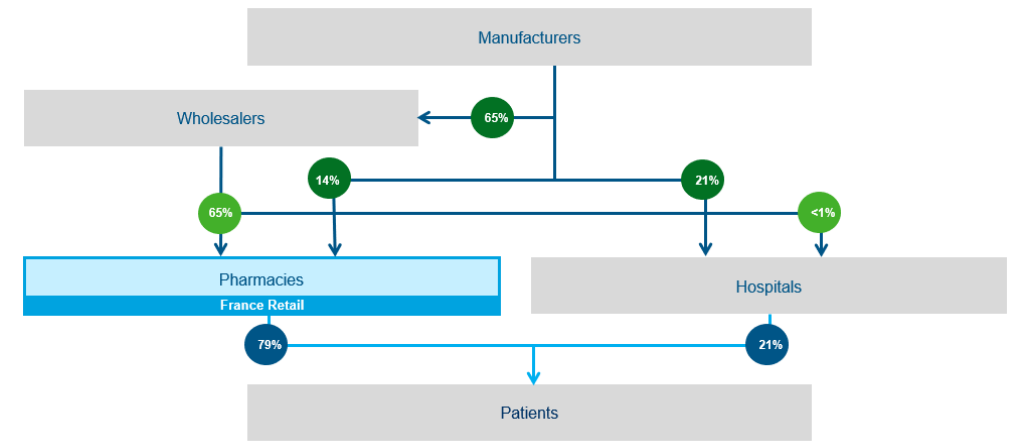 Manufacturers
Wholesalers
65%
14%
21%
65%
<1%
Pharmacies
France Retail
Hospitals
79%
21%
Patients